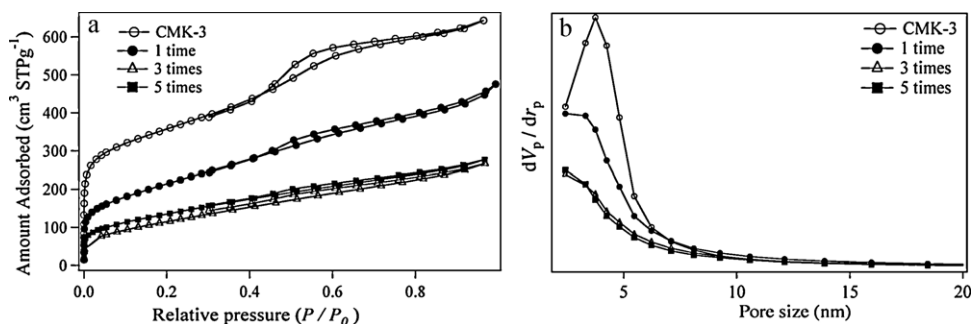 a
CMK-3
1 time
3 times
5 times
600
500
400
300
200
100
0
Amount Adsorbed (cm³ STPg⁻¹)
0.0
0.2
0.4
0.6
0.8
Relative pressure (P / P₀)
b
CMK-3
1 time
3 times
5 times
dVₚ / drₚ
5
10
15
20
Pore size (nm)